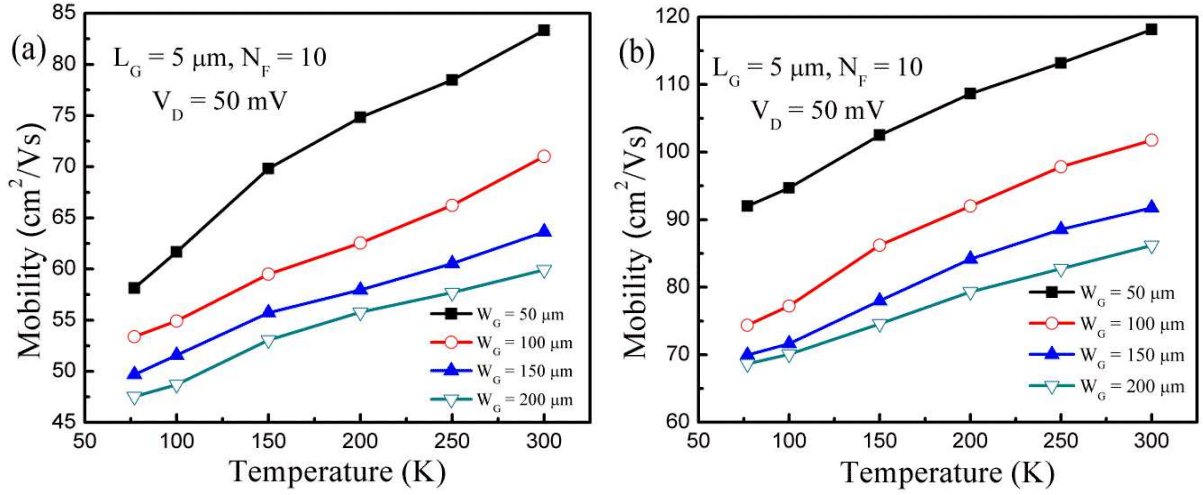 (a)
L_G = 5 μm, N_F = 10
V_D = 50 mV
Mobility (cm²/Vs)
85
80
75
70
65
60
55
50
45
W_G = 50 μm
W_G = 100 μm
W_G = 150 μm
W_G = 200 μm
50 100 150 200 250 300
Temperature (K)
(b)
L_G = 5 μm, N_F = 10
V_D = 50 mV
Mobility (cm²/Vs)
120
110
100
90
80
70
60
W_G = 50 μm
W_G = 100 μm
W_G = 150 μm
W_G = 200 μm
50 100 150 200 250 300
Temperature (K)